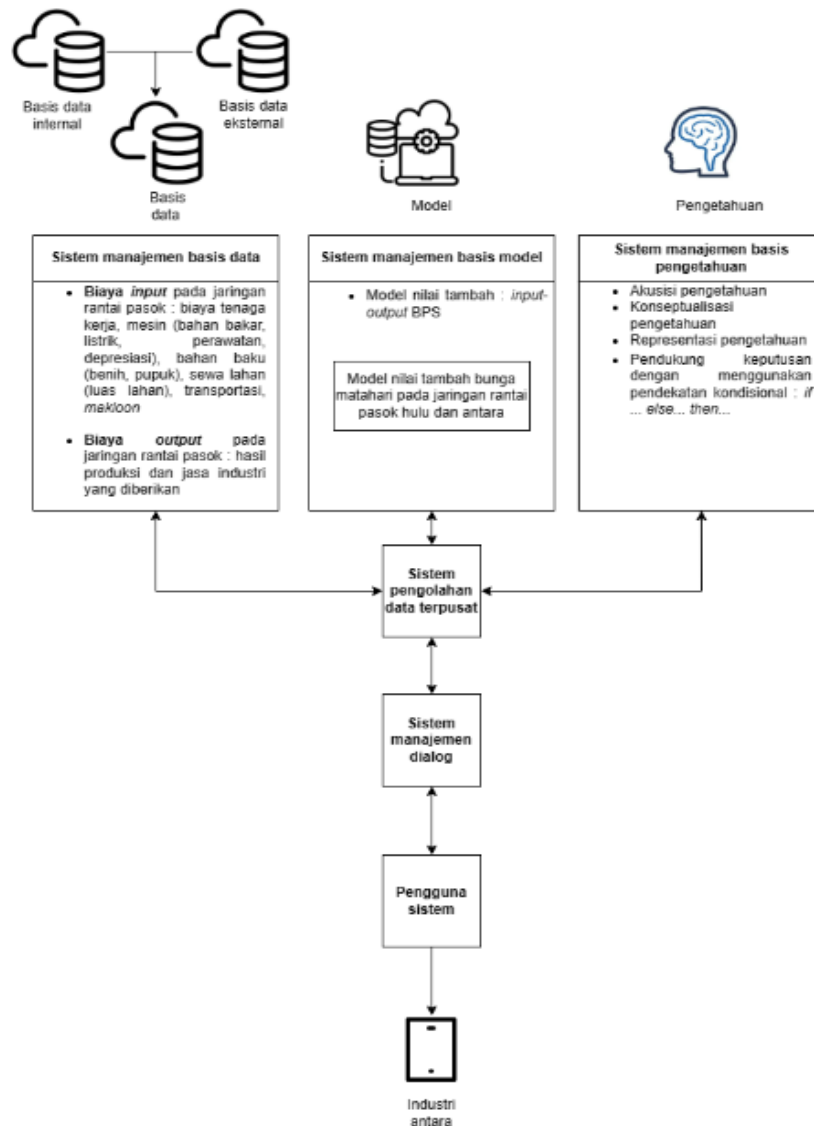 Basis data
internal
Basis data
eksternal
Basis
data
Model
Pengetahuan
Sistem manajemen basis data
• Biaya input pada jaringan
rantai pasok : biaya tenaga
kerja, mesin (bahan bakar,
listrik, perawatan,
depresiasi), bahan baku
(benih, pupuk), sewa lahan
(luas lahan), transportasi,
makloon
• Biaya output pada
jaringan rantai pasok : hasil
produksi dan jasa industri
yang diberikan
Sistem manajemen basis model
• Model nilai tambah : input-
output BPS
Model nilai tambah bunga
matahari pada jaringan rantai
pasok hulu dan antara
Sistem manajemen basis
pengetahuan
• Akusisi pengetahuan
• Konseptualisasi
pengetahuan
• Representasi pengetahuan
• Pendukung keputusan
dengan menggunakan
pendekatan kondisional : if
... else... then...
Sistem
pengolahan
data terpusat
Sistem
manajemen
dialog
Pengguna
sistem
Industri
antara